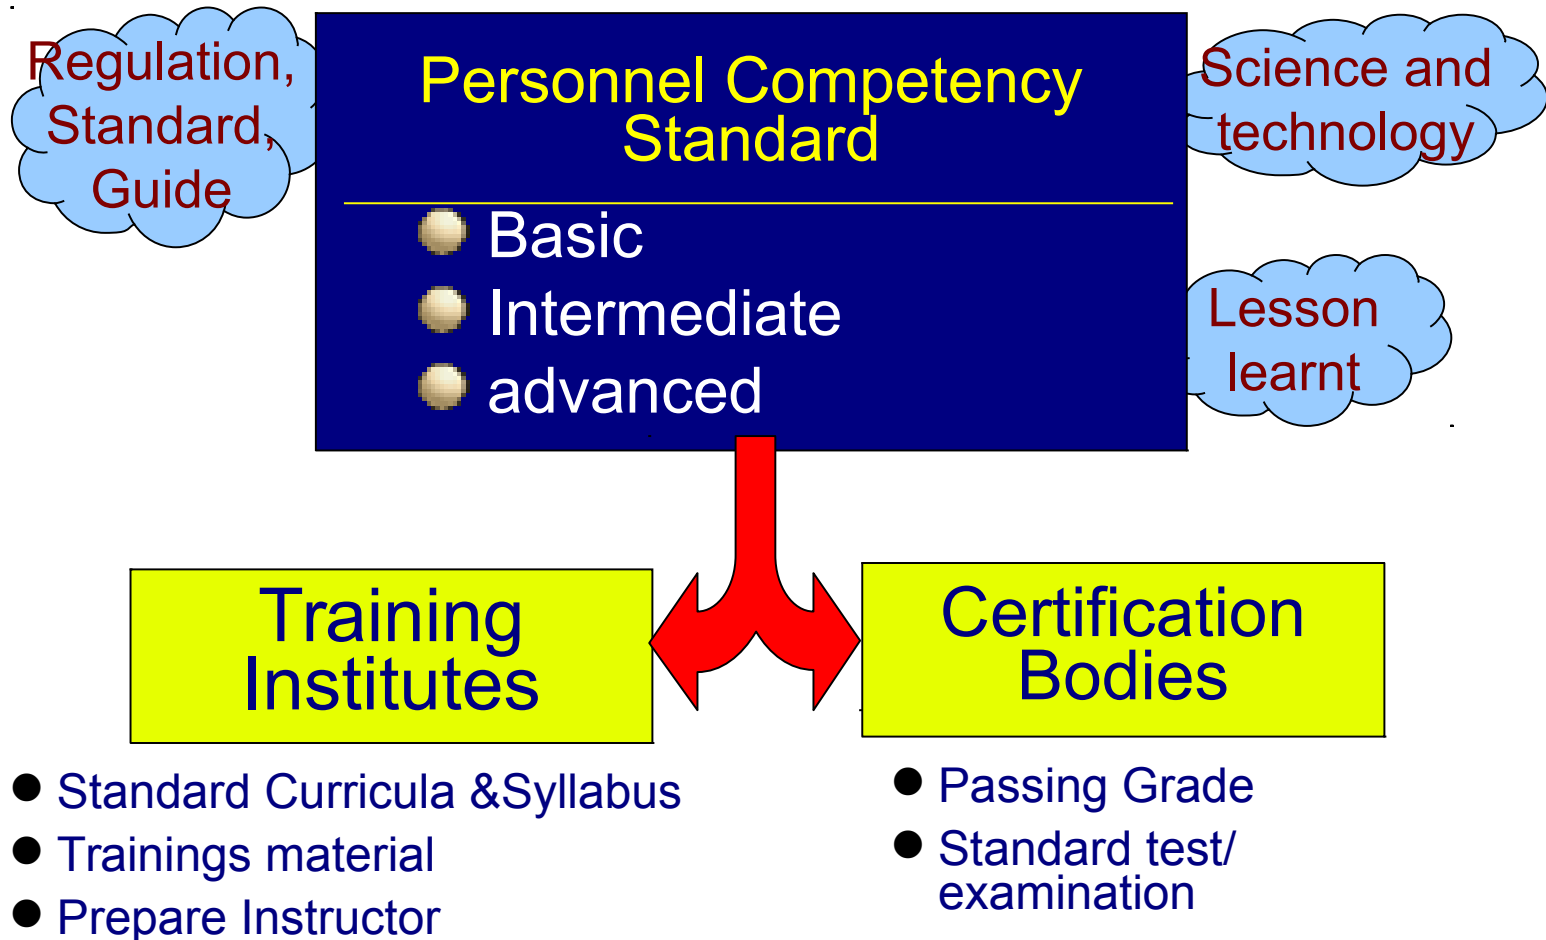 Regulation,
Standard,
Guide
Personnel Competency
Standard
Science and
technology
Basic
Intermediate
advanced
Lesson
learnt
Training
Institutes
Certification
Bodies
Standard Curricula &Syllabus
Trainings material
Prepare Instructor
Passing Grade
Standard test/
examination